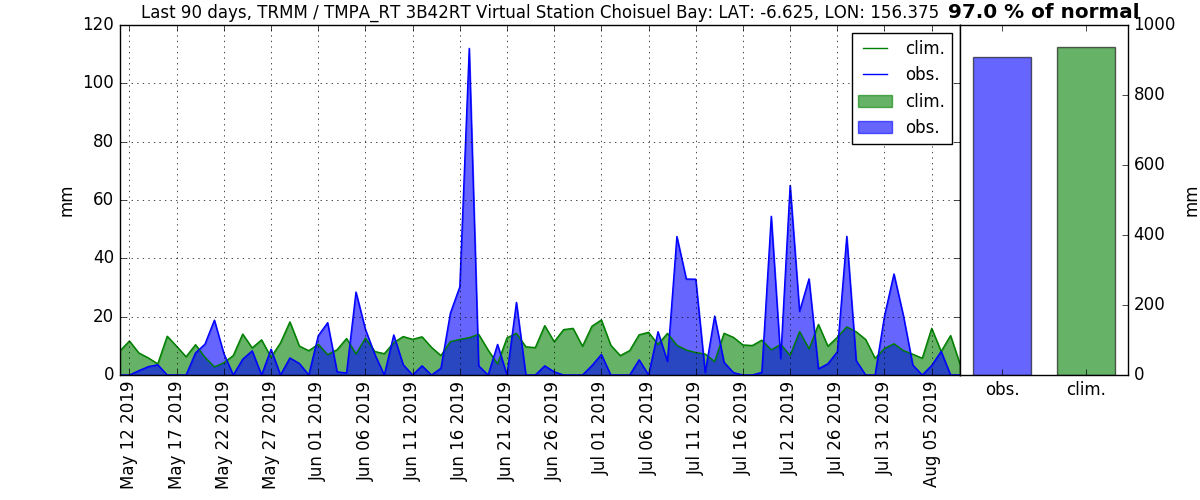 Last 90 days, TRMM / TMPA_RT 3B42RT Virtual Station Choisuel Bay: LAT: -6.625, LON: 156.375 97.0 % of normal
120
100
80
60
40
20
0
mm
clim.
obs.
clim.
obs.
May 12 2019
May 17 2019
May 22 2019
May 27 2019
Jun 01 2019
Jun 06 2019
Jun 11 2019
Jun 16 2019
Jun 21 2019
Jun 26 2019
Jul 01 2019
Jul 06 2019
Jul 11 2019
Jul 16 2019
Jul 21 2019
Jul 26 2019
Jul 31 2019
Aug 05 2019
1000
800
600
400
200
0
mm
obs. clim.